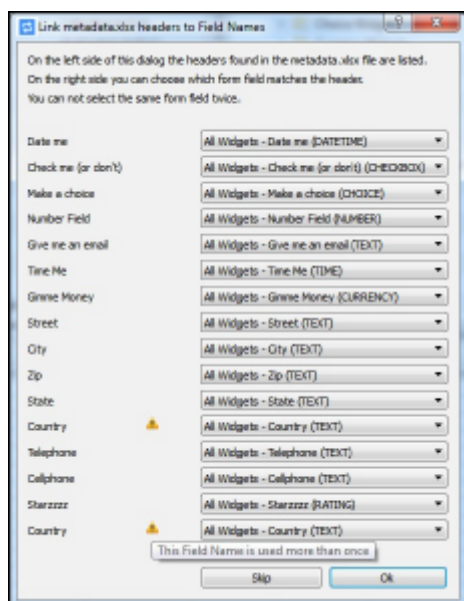 Link metadata.xlsx headers to Field Names
On the left side of this dialog the headers found in the metadata.xlsx file are listed.
On the right side you can choose which form field matches the header.
You can not select the same form field twice.
Date me All Widgets - Date me (DATETIME)
Check me (or don't) All Widgets - Check me (or don't) (CHECKBOX)
Make a choice All Widgets - Make a choice (CHOICE)
Number Field All Widgets - Number Field (NUMBER)
Give me an email All Widgets - Give me an email (TEXT)
Time Me All Widgets - Time Me (TIME)
Gimme Money All Widgets - Gimme Money (CURRENCY)
Street All Widgets - Street (TEXT)
City All Widgets - City (TEXT)
Zip All Widgets - Zip (TEXT)
State All Widgets - State (TEXT)
Country All Widgets - Country (TEXT)
Telephone All Widgets - Telephone (TEXT)
Cellphone All Widgets - Cellphone (TEXT)
Starzzzz All Widgets - Starzzzz (RATING)
Country All Widgets - Country (TEXT)
This Field Name is used more than once
Skip Ok